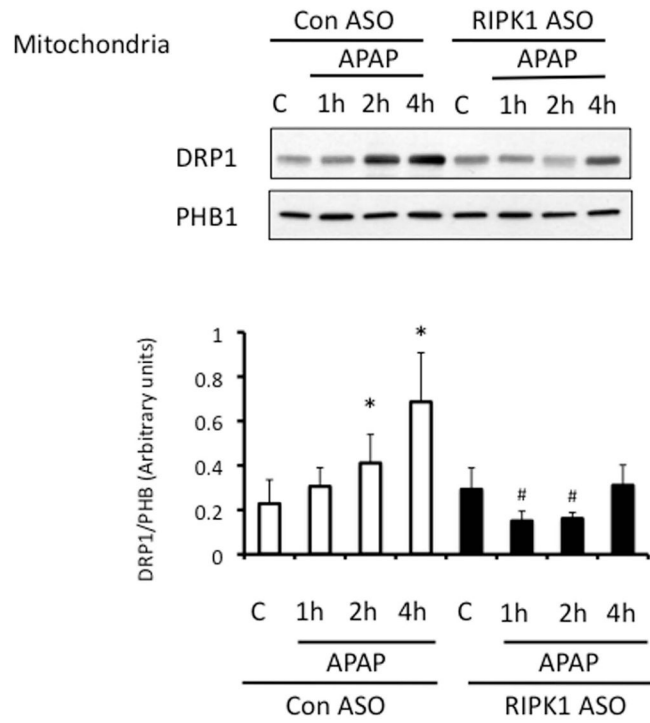 Mitochondria
Con ASO RIPK1 ASO
APAP APAP
C 1h 2h 4h C 1h 2h 4h
DRP1
PHB1
DRP1/PHB (Arbitrary units)
1
0.8
0.6
0.4
0.2
0
* * # #
C 1h 2h 4h C 1h 2h 4h
APAP APAP
Con ASO RIPK1 ASO